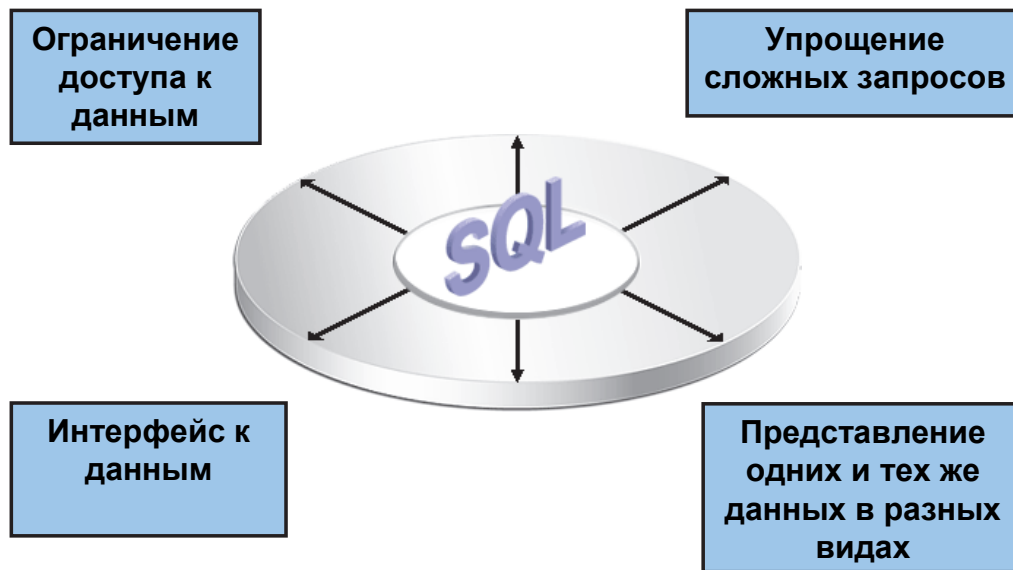 Ограничение
доступа к
данным
Упрощение
сложных запросов
SQL
Интерфейс к
данным
Представление
одних и тех же
данных в разных
видах